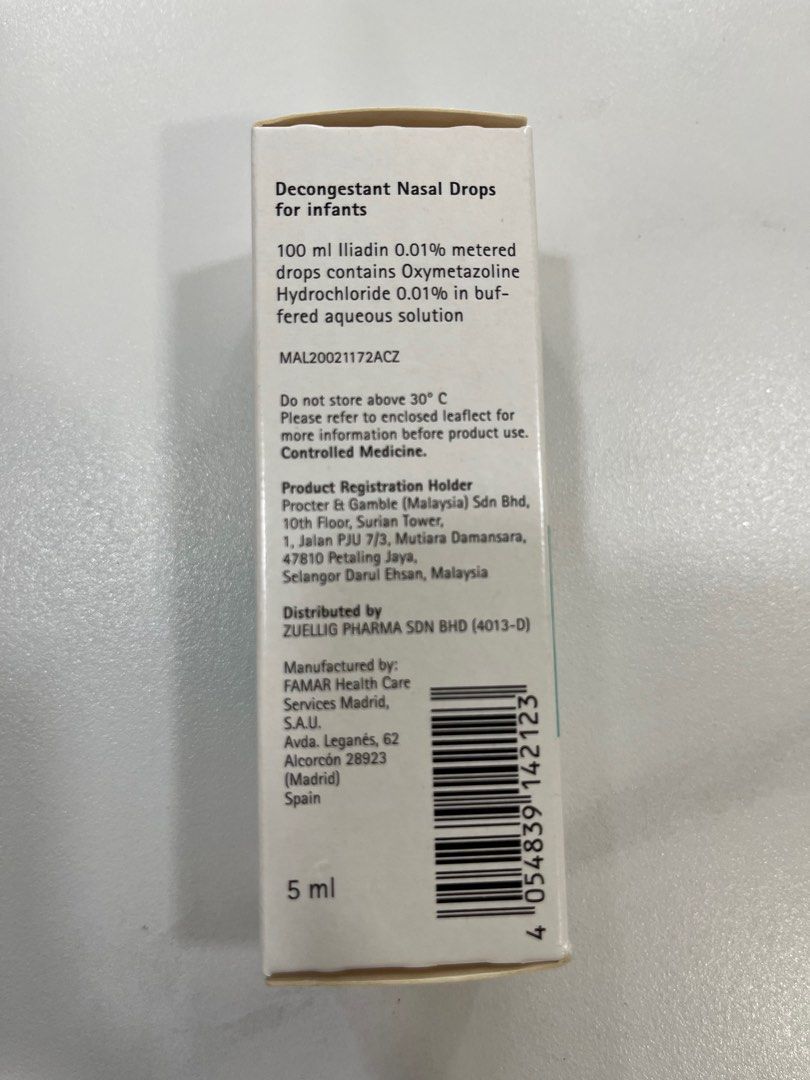 Decongestant Nasal Drops
for infants
100 ml Iliadin 0.01% metered
drops contains Oxymetazoline
Hydrochloride 0.01% in buf-
fered aqueous solution
MAL20021172ACZ
Do not store above 30° C
Please refer to enclosed leaflect for
more information before product use.
Controlled Medicine.
Product Registration Holder
Procter & Gamble (Malaysia) Sdn Bhd,
10th Floor, Surian Tower,
1, Jalan PJU 7/3, Mutiara Damansara,
47810 Petaling Jaya,
Selangor Darul Ehsan, Malaysia
Distributed by
ZUELLIG PHARMA SDN BHD (4013-D)
Manufactured by:
FAMAR Health Care
Services Madrid,
S.A.U.
Avda. Leganés, 62
Alcorcón 28923
(Madrid)
Spain
5 ml
4 054839 142123